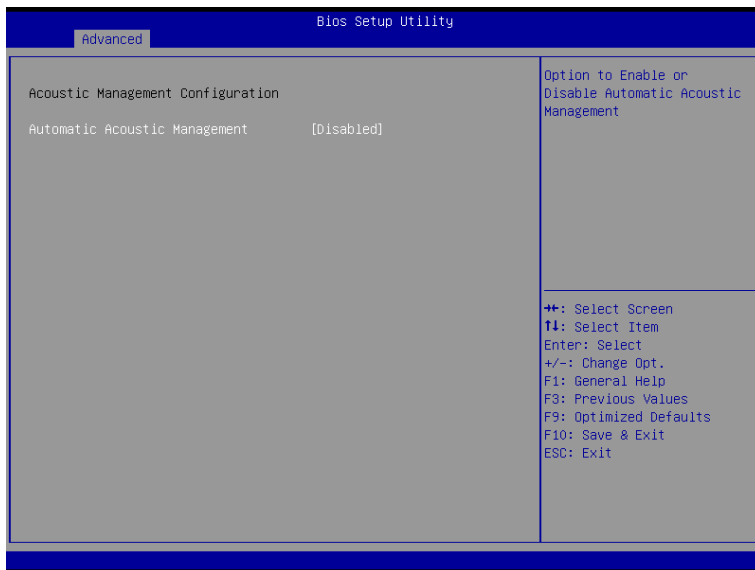 Bios Setup Utility
Advanced
Acoustic Management Configuration
Automatic Acoustic Management [Disabled]
Option to Enable or
Disable Automatic Acoustic
Management
→←: Select Screen
↑↓: Select Item
Enter: Select
+/-: Change Opt.
F1: General Help
F3: Previous Values
F9: Optimized Defaults
F10: Save & Exit
ESC: Exit